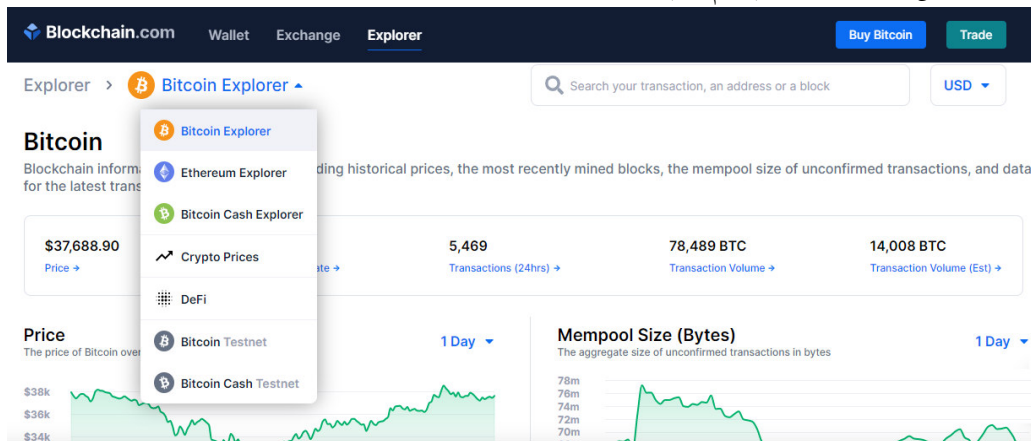 Blockchain.com Wallet Exchange Explorer Buy Bitcoin Trade
Explorer > Bitcoin Explorer Search your transaction, an address or a block USD
Bitcoin Explorer
Ethereum Explorer
Bitcoin Cash Explorer
Crypto Prices
DeFi
Bitcoin Testnet
Bitcoin Cash Testnet
Bitcoin
Blockchain inform ding historical prices, the most recently mined blocks, the mempool size of unconfirmed transactions, and data
for the latest trans
$37,688.90 5,469 78,489 BTC 14,008 BTC
Price → ate → Transactions (24hrs) → Transaction Volume → Transaction Volume (Est) →
Price 1 Day
The price of Bitcoin over
$38k
$36k
$34k
Mempool Size (Bytes) 1 Day
The aggregate size of unconfirmed transactions in bytes
78m
76m
74m
72m
70m